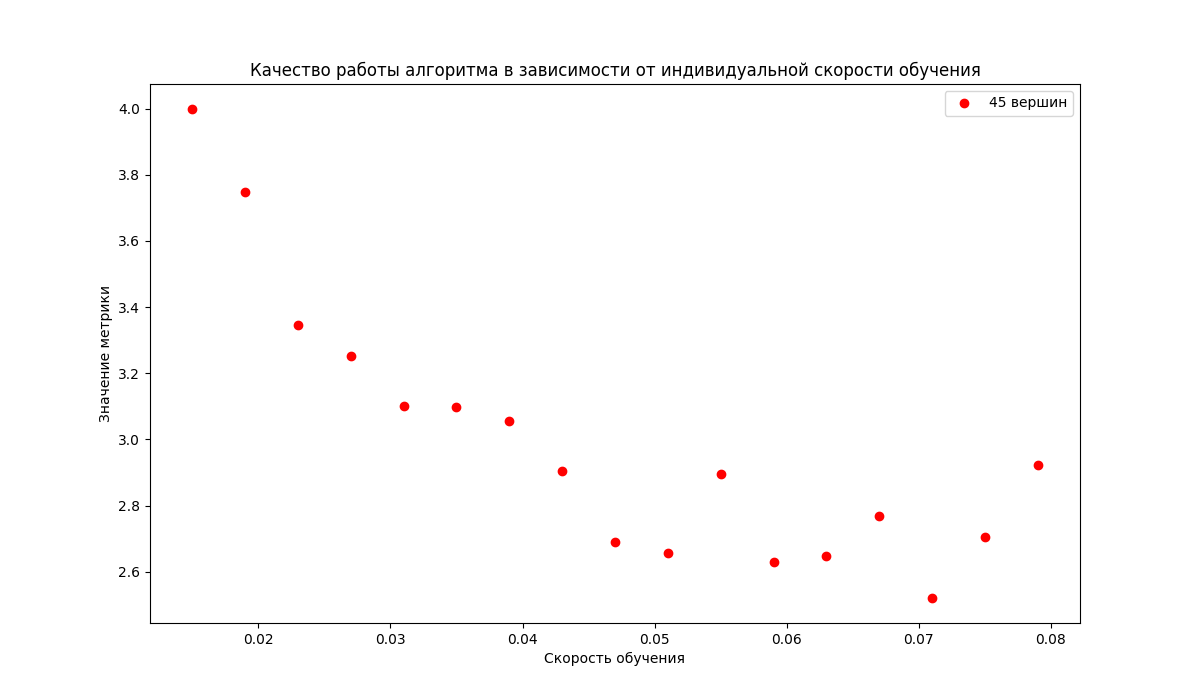 Качество работы алгоритма в зависимости от индивидуальной скорости обучения
45 вершин
Значение метрики
4.0
3.8
3.6
3.4
3.2
3.0
2.8
2.6
0.02 0.03 0.04 0.05 0.06 0.07 0.08
Скорость обучения